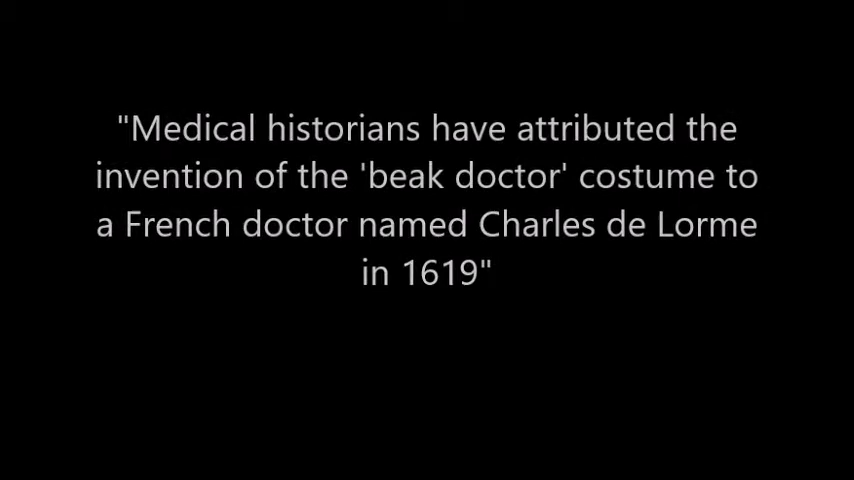 "Medical historians have attributed the
invention of the 'beak doctor' costume to
a French doctor named Charles de Lorme
in 1619"